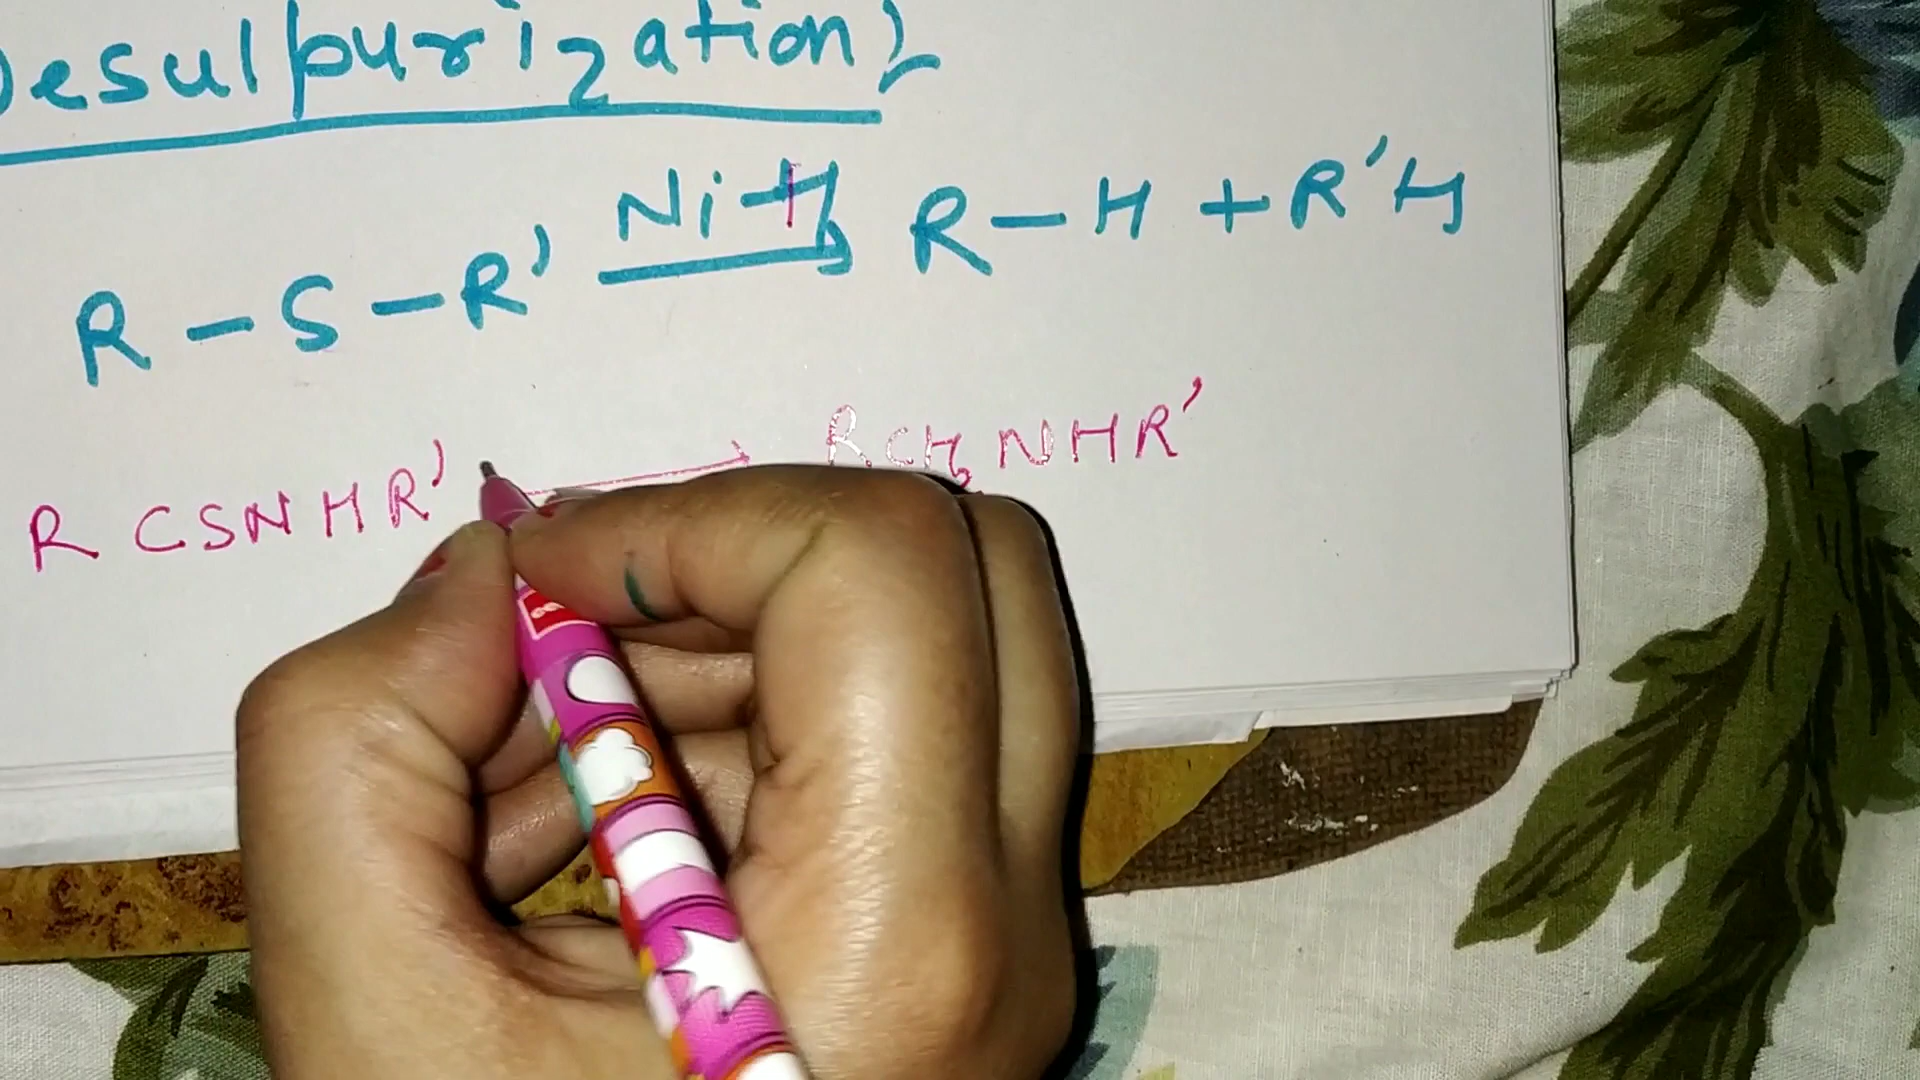 Desulpurization
R - S - R' Ni-H R - H + R'H
R CSNHR' → RCH2NHR'